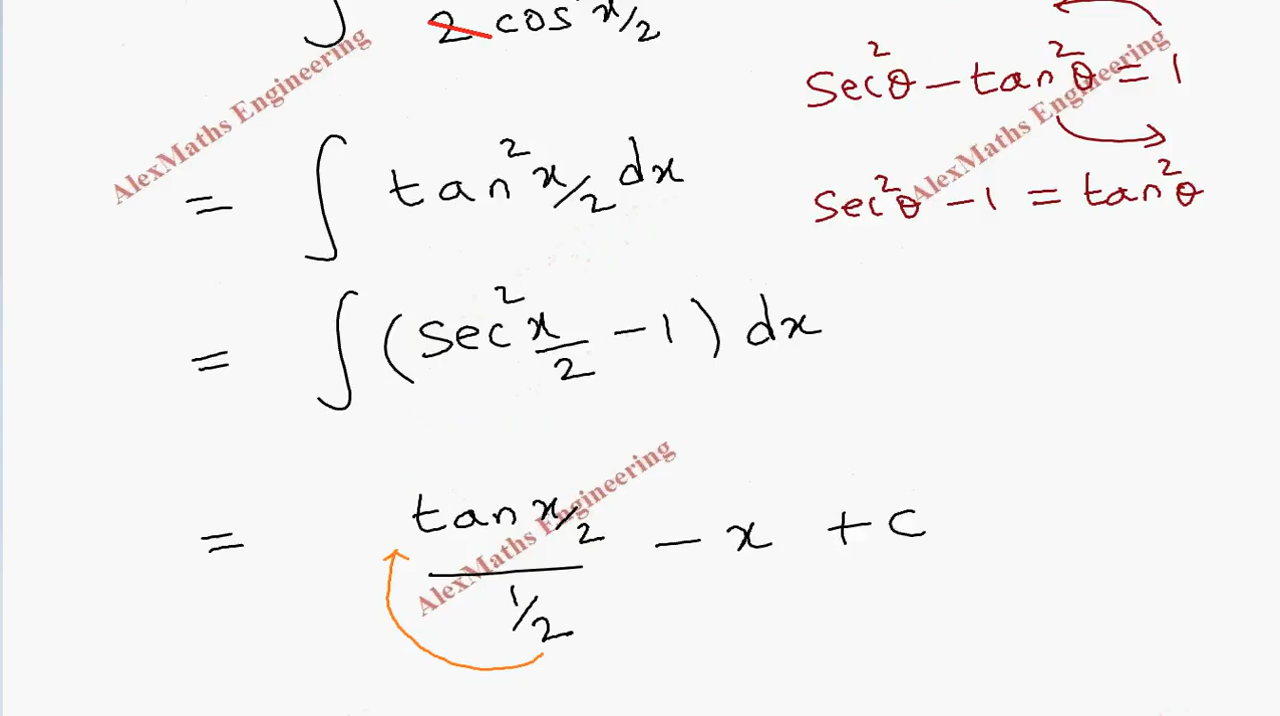 ∫ 2 cos² x/2
sec²θ − tan²θ = 1
= ∫ tan² x/2 dx
sec²θ − 1 = tan²θ
= ∫ (sec² x/2 − 1) dx
= tan x/2 / 1/2 − x + c
AlexMaths Engineering
AlexMaths Engineering
AlexMaths Engineering